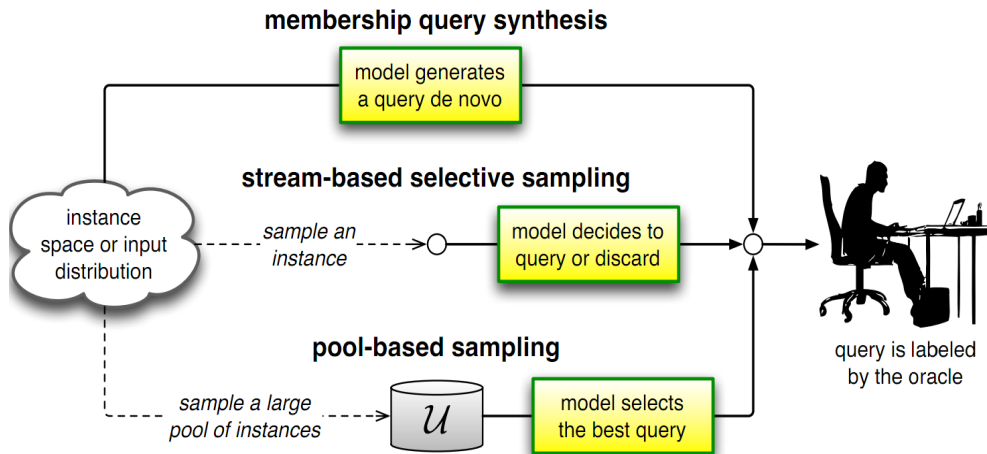 membership query synthesis
model generates
a query de novo
stream-based selective sampling
instance
space or input
distribution
sample an
instance
model decides to
query or discard
pool-based sampling
query is labeled
by the oracle
sample a large
pool of instances
U
model selects
the best query